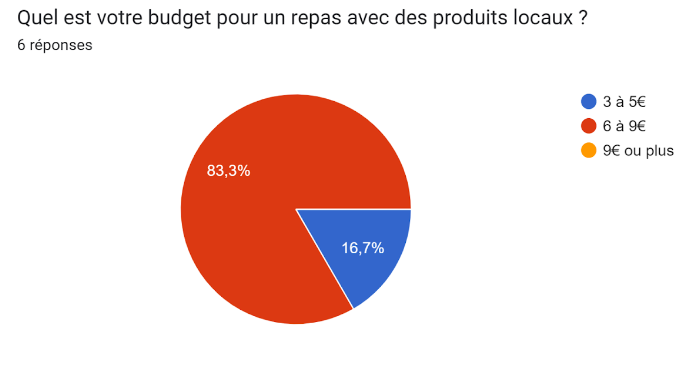 Quel est votre budget pour un repas avec des produits locaux ?
6 réponses
3 à 5€
6 à 9€
9€ ou plus
83,3%
16,7%